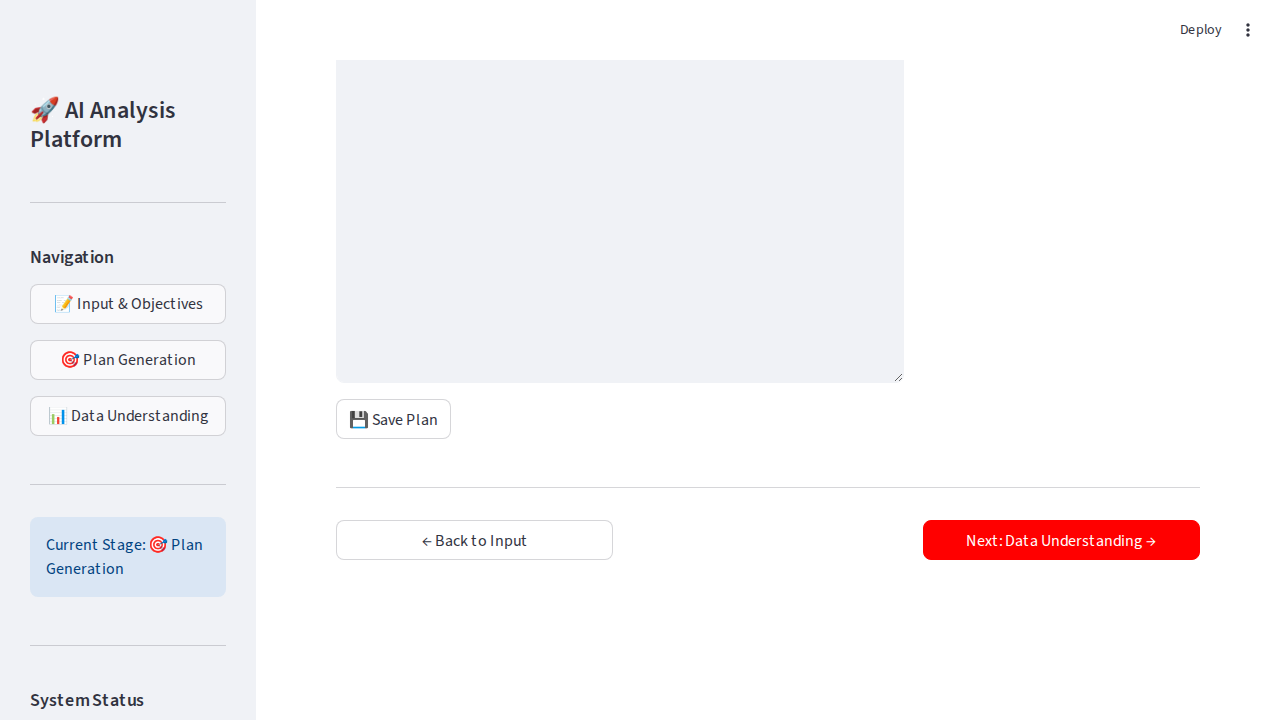 Deploy
🚀 AI Analysis
Platform
Navigation
📝 Input & Objectives
🎯 Plan Generation
📊 Data Understanding
Current Stage: 🎯 Plan
Generation
System Status
💾 Save Plan
← Back to Input
Next: Data Understanding →